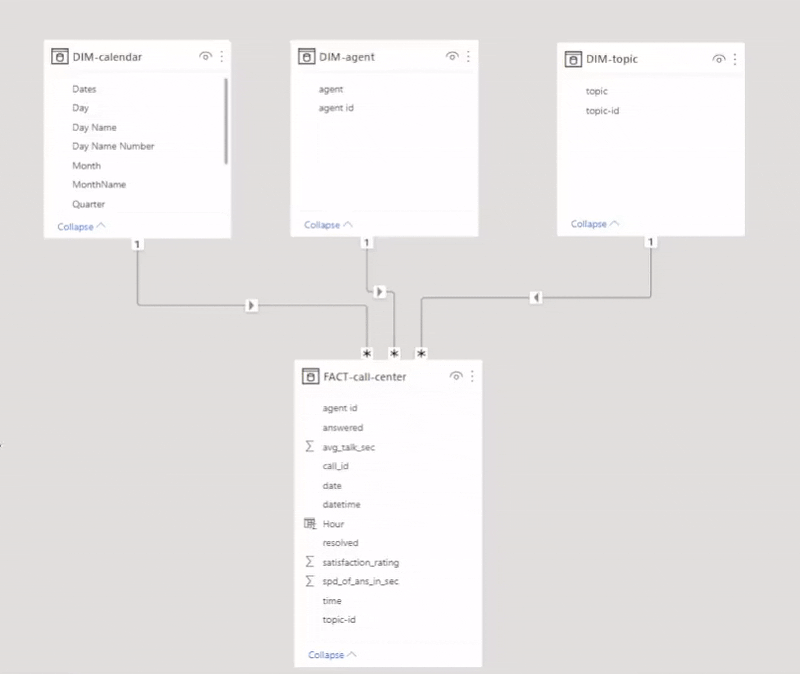 DIM-calendar
Dates
Day
Day Name
Day Name Number
Month
MonthName
Quarter
Collapse
DIM-agent
agent
agent id
Collapse
DIM-topic
topic
topic-id
Collapse
1
1
1
*
*
*
FACT-call-center
agent id
answered
avg_talk_sec
call_id
date
datetime
Hour
resolved
satisfaction_rating
spd_of_ans_in_sec
time
topic-id
Collapse